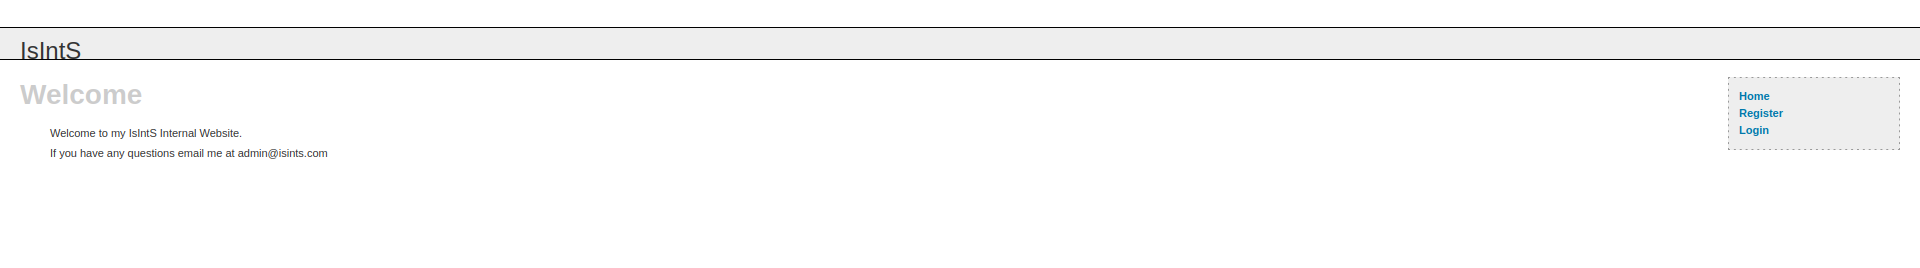 IsIntS
Welcome
Welcome to my IsIntS Internal Website.
If you have any questions email me at admin@isints.com
Home
Register
Login